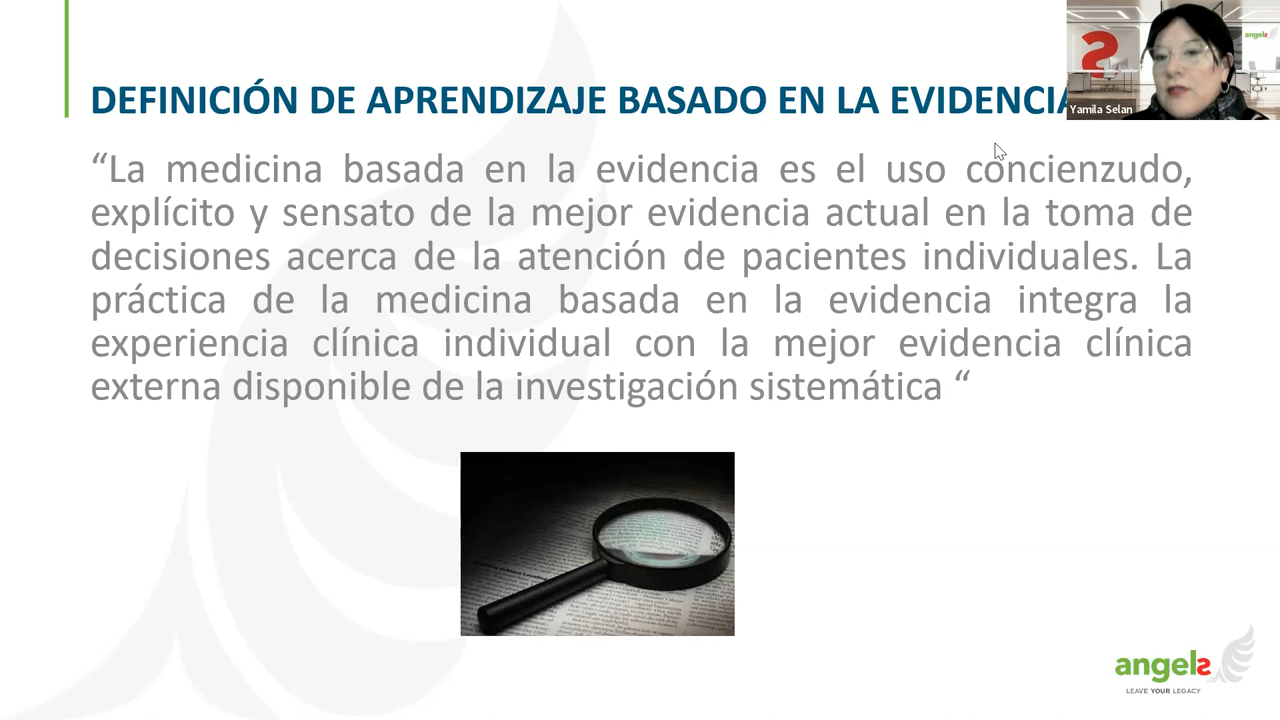 DEFINICIÓN DE APRENDIZAJE BASADO EN LA EVIDENCIA
“La medicina basada en la evidencia es el uso concienzudo,
explícito y sensato de la mejor evidencia actual en la toma de
decisiones acerca de la atención de pacientes individuales. La
práctica de la medicina basada en la evidencia integra la
experiencia clínica individual con la mejor evidencia clínica
externa disponible de la investigación sistemática “
angels
Yamila Selan
angels
LEAVE YOUR LEGACY